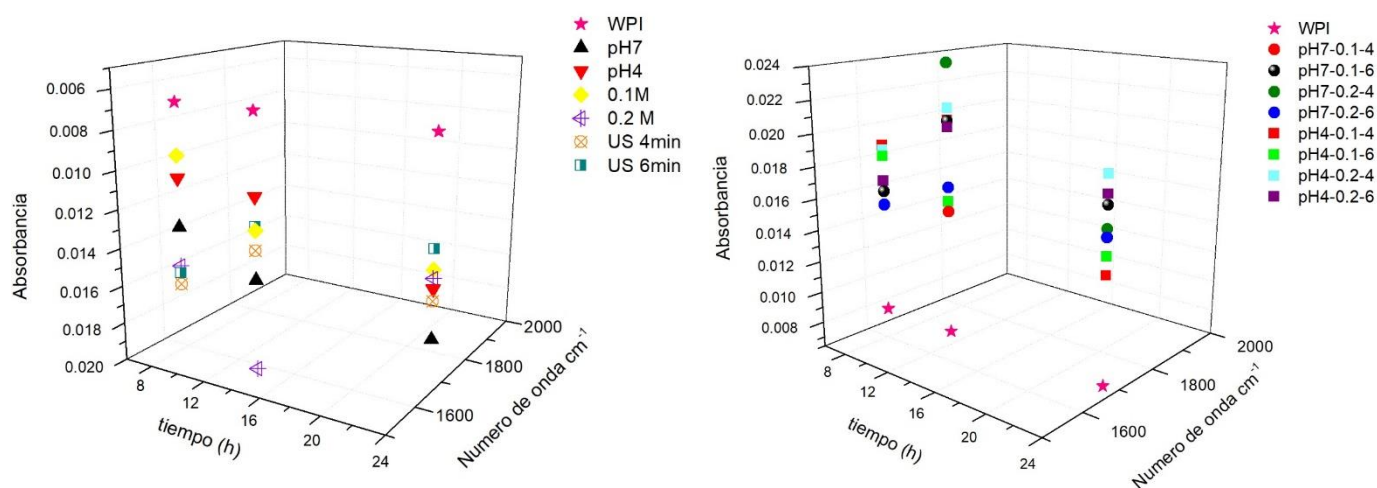 WPI
pH7
pH4
0.1M
0.2 M
US 4min
US 6min
0.006
0.008
0.010
0.012
0.014
0.016
0.018
0.020
Absorbancia
8
12
16
20
24
tiempo (h)
1600
1800
2000
Numero de onda cm⁻¹
WPI
pH7-0.1-4
pH7-0.1-6
pH7-0.2-4
pH7-0.2-6
pH4-0.1-4
pH4-0.1-6
pH4-0.2-4
pH4-0.2-6
0.024
0.022
0.020
0.018
0.016
0.014
0.012
0.010
0.008
Absorbancia
8
12
16
20
24
tiempo (h)
1600
1800
2000
Numero de onda cm⁻¹